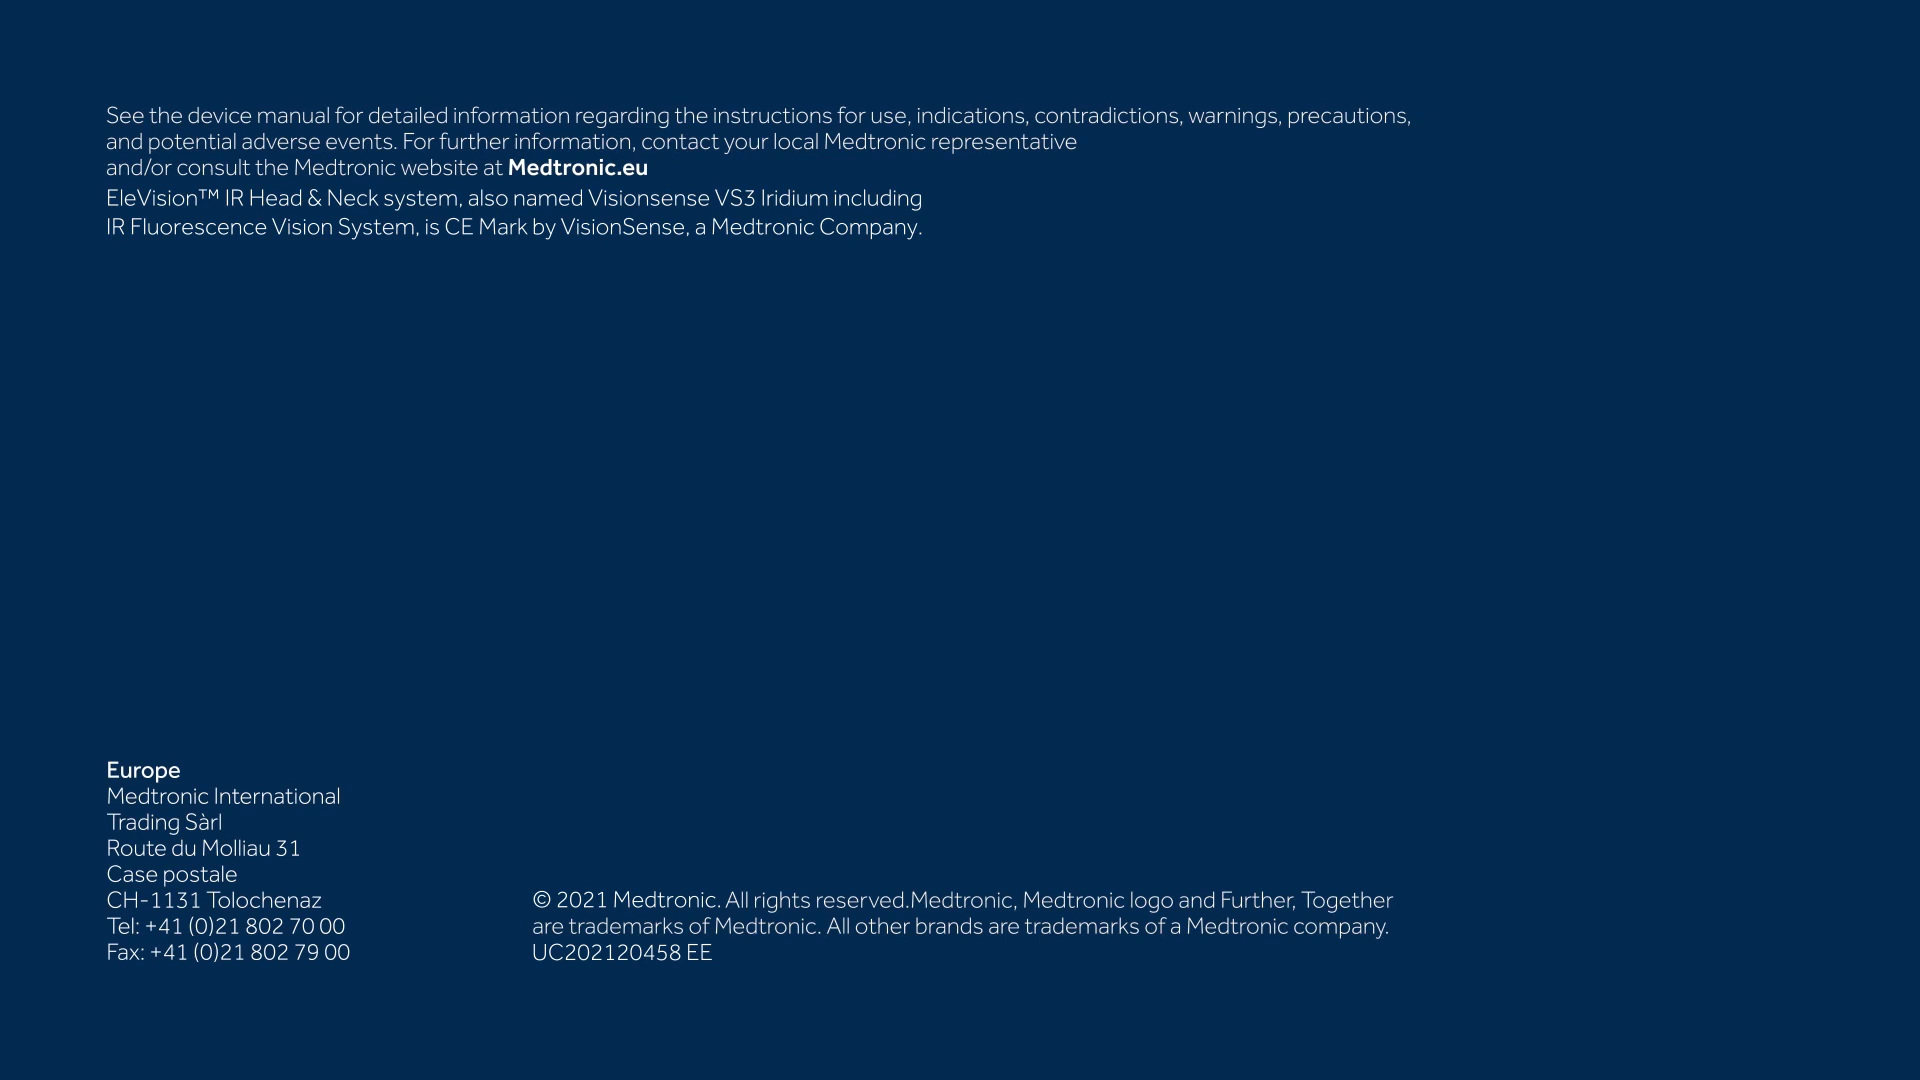 See the device manual for detailed information regarding the instructions for use, indications, contradictions, warnings, precautions,
and potential adverse events. For further information, contact your local Medtronic representative
and/or consult the Medtronic website at Medtronic.eu
EleVision™ IR Head & Neck system, also named Visionsense VS3 Iridium including
IR Fluorescence Vision System, is CE Mark by VisionSense, a Medtronic Company.
Europe
Medtronic International
Trading Sàrl
Route du Molliau 31
Case postale
CH-1131 Tolochenaz
Tel: +41 (0)21 802 70 00
Fax: +41 (0)21 802 79 00
© 2021 Medtronic. All rights reserved.Medtronic, Medtronic logo and Further, Together
are trademarks of Medtronic. All other brands are trademarks of a Medtronic company.
UC202120458 EE